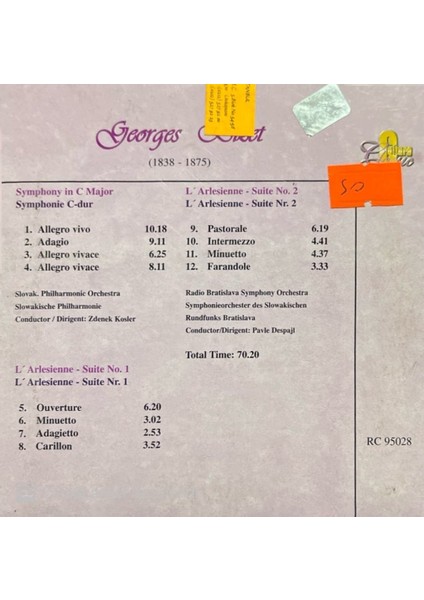 Georges Bizet
(1838 - 1875)
Symphony in C Major
Symphonie C-dur
1. Allegro vivo 10.18
2. Adagio 9.11
3. Allegro vivace 6.25
4. Allegro vivace 8.11
Slovak. Philharmonic Orchestra
Slowakische Philharmonie
Conductor / Dirigent: Zdenek Kosler
L´ Arlesienne - Suite No. 1
L´ Arlesienne - Suite Nr. 1
5. Ouverture 6.20
6. Minuetto 3.02
7. Adagietto 2.53
8. Carillon 3.52
L´ Arlesienne - Suite No. 2
L´ Arlesienne - Suite Nr. 2
9. Pastorale 6.19
10. Intermezzo 4.41
11. Minuetto 4.37
12. Farandole 3.33
Radio Bratislava Symphony Orchestra
Symphonieorchester des Slowakischen
Rundfunks Bratislava
Conductor/Dirigent: Pavle Despajl
Total Time: 70.20
50
RC 95028